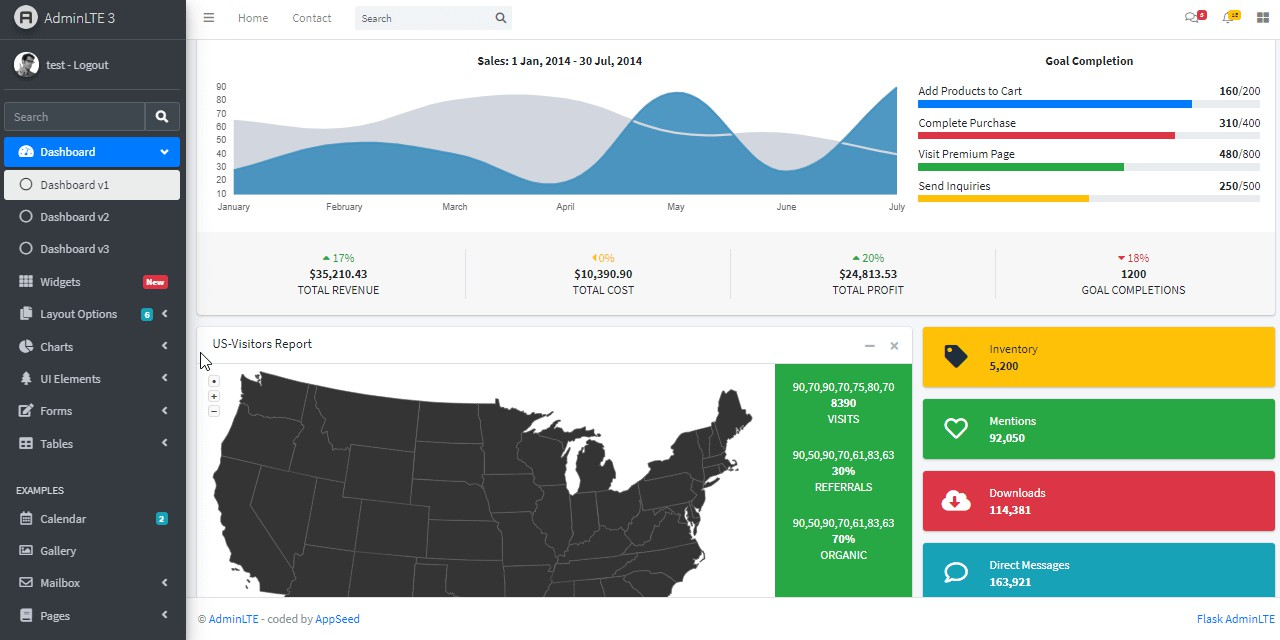 AdminLTE 3
Home
Contact
Search
test - Logout
Search
Dashboard
Dashboard v1
Dashboard v2
Dashboard v3
Widgets
New
Layout Options
6
Charts
UI Elements
Forms
Tables
EXAMPLES
Calendar
2
Gallery
Mailbox
Pages
Sales: 1 Jan, 2014 - 30 Jul, 2014
90
80
70
60
50
40
30
20
10
January February March April May June July
Goal Completion
Add Products to Cart 160/200
Complete Purchase 310/400
Visit Premium Page 480/800
Send Inquiries 250/500
17%
$35,210.43
TOTAL REVENUE
0%
$10,390.90
TOTAL COST
20%
$24,813.53
TOTAL PROFIT
18%
1200
GOAL COMPLETIONS
US-Visitors Report
90,70,90,70,75,80,70
8390
VISITS
90,50,90,70,61,83,63
30%
REFERRALS
90,50,90,70,61,83,63
70%
ORGANIC
Inventory
5,200
Mentions
92,050
Downloads
114,381
Direct Messages
163,921
© AdminLTE - coded by AppSeed
Flask AdminLTE